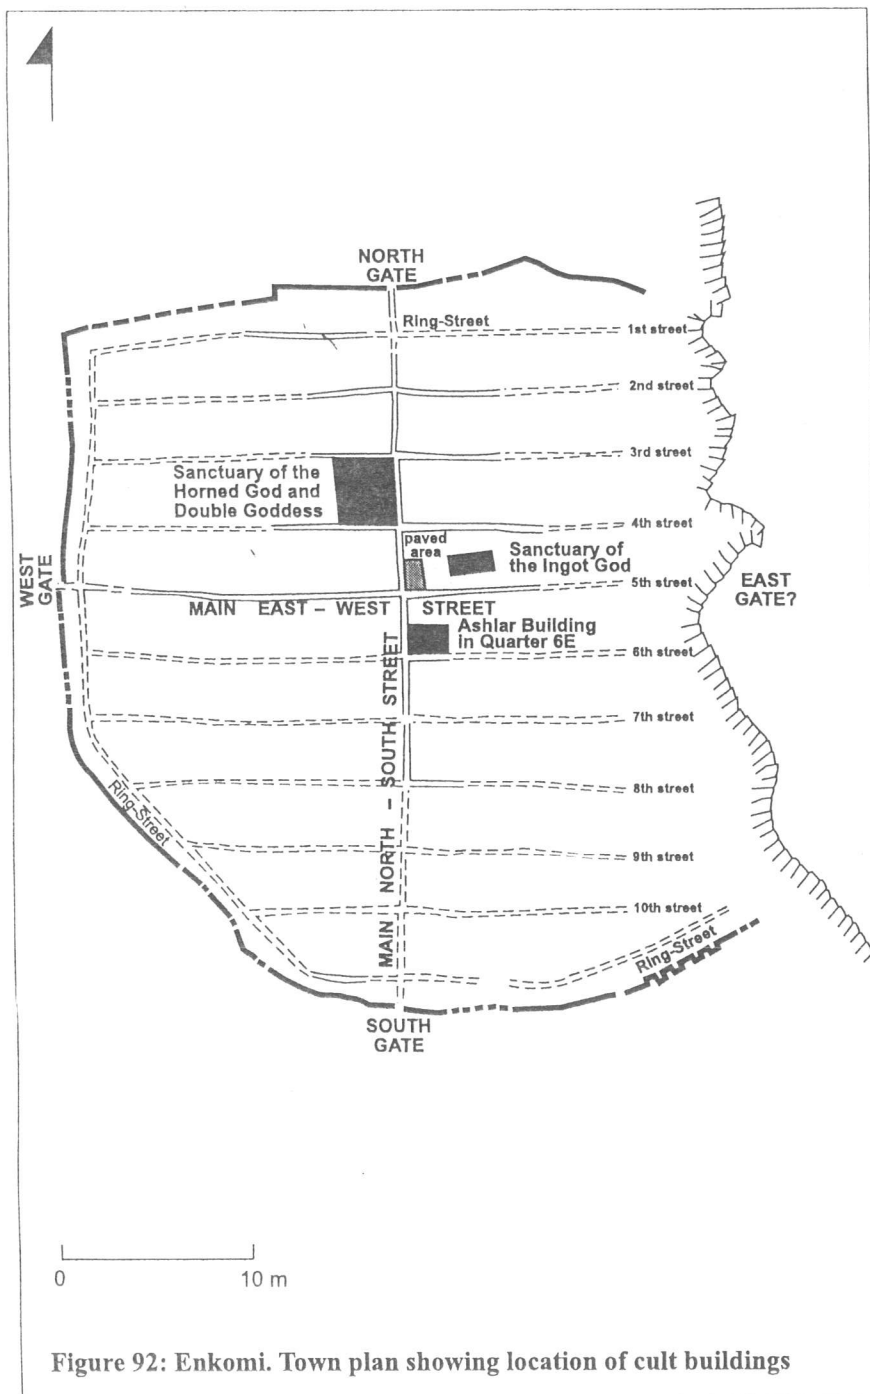 NORTH
GATE
Ring-Street
1st street
2nd street
3rd street
Sanctuary of the
Horned God and
Double Goddess
4th street
paved
area
Sanctuary of
the Ingot God
WEST
GATE
5th street
EAST
GATE?
MAIN EAST – WEST STREET
Ashlar Building
in Quarter 6E
6th street
MAIN NORTH – SOUTH STREET
7th street
8th street
Ring-Street
9th street
10th street
Ring-Street
SOUTH
GATE
0 10 m
Figure 92: Enkomi. Town plan showing location of cult buildings